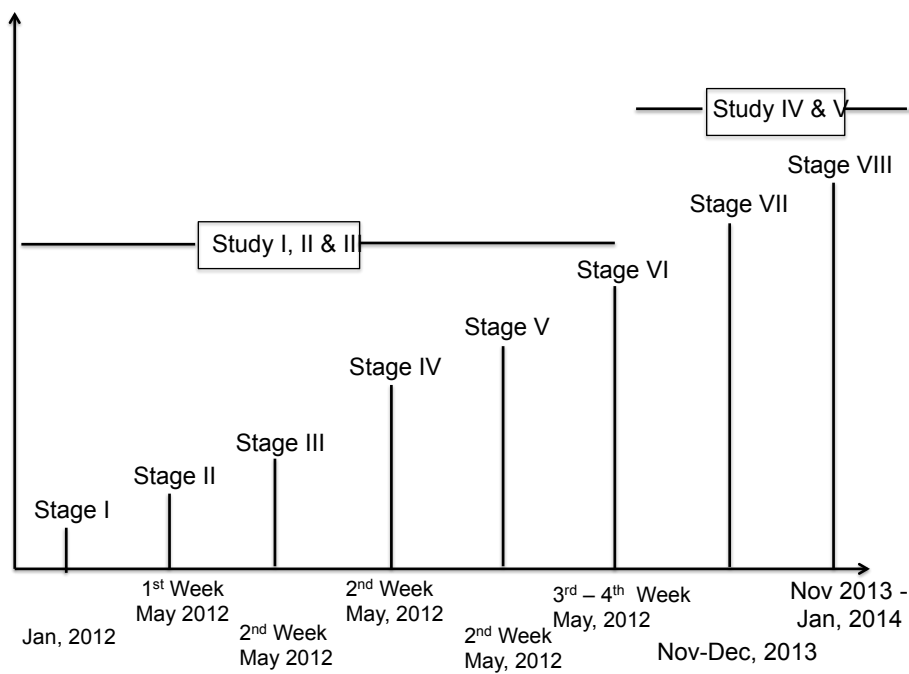 Study IV & V
Stage VIII
Stage VII
Study I, II & III
Stage VI
Stage V
Stage IV
Stage III
Stage II
Stage I
Jan, 2012
1st Week
May 2012
2nd Week
May 2012
2nd Week
May, 2012
2nd Week
May, 2012
3rd – 4th Week
May, 2012
Nov-Dec, 2013
Nov 2013 -
Jan, 2014